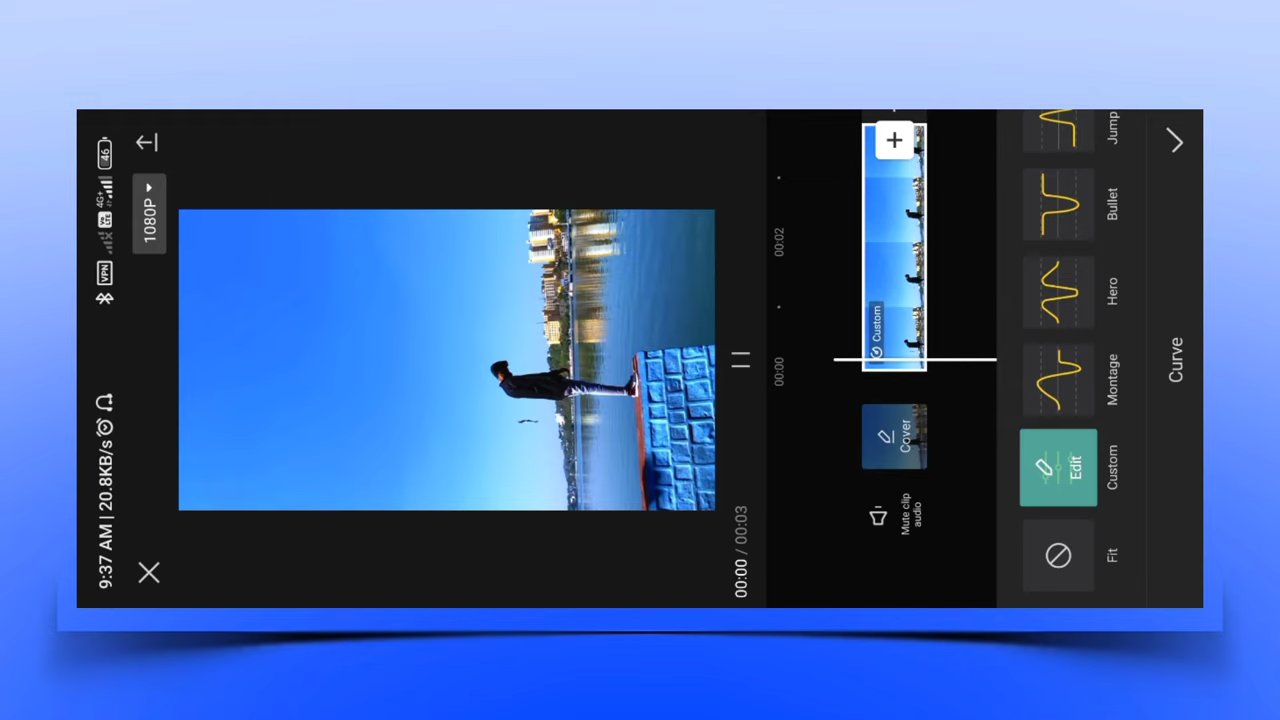 9:37 AM | 20.8KB/s
VPN
4G+
46
1080P
00:00 / 00:03
00:00
00:02
Mute clip
audio
Cover
Custom
Fit
Edit
Custom
Montage
Hero
Bullet
Jump
Curve